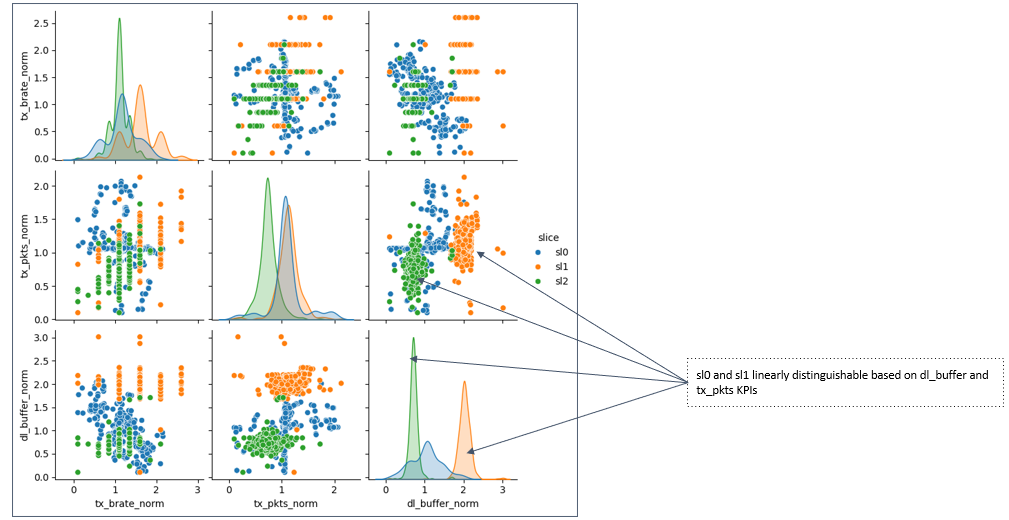 2.5
2.0
1.5
1.0
0.5
0.0
tx_brate_norm
2.0
1.5
1.0
0.5
0.0
tx_pkts_norm
slice
sl0
sl1
sl2
3.0
2.5
2.0
1.5
1.0
0.5
0.0
dl_buffer_norm
0 1 2 3
0 1 2
0 1 2 3
tx_brate_norm
tx_pkts_norm
dl_buffer_norm
sl0 and sl1 linearly distinguishable based on dl_buffer and
tx_pkts KPIs